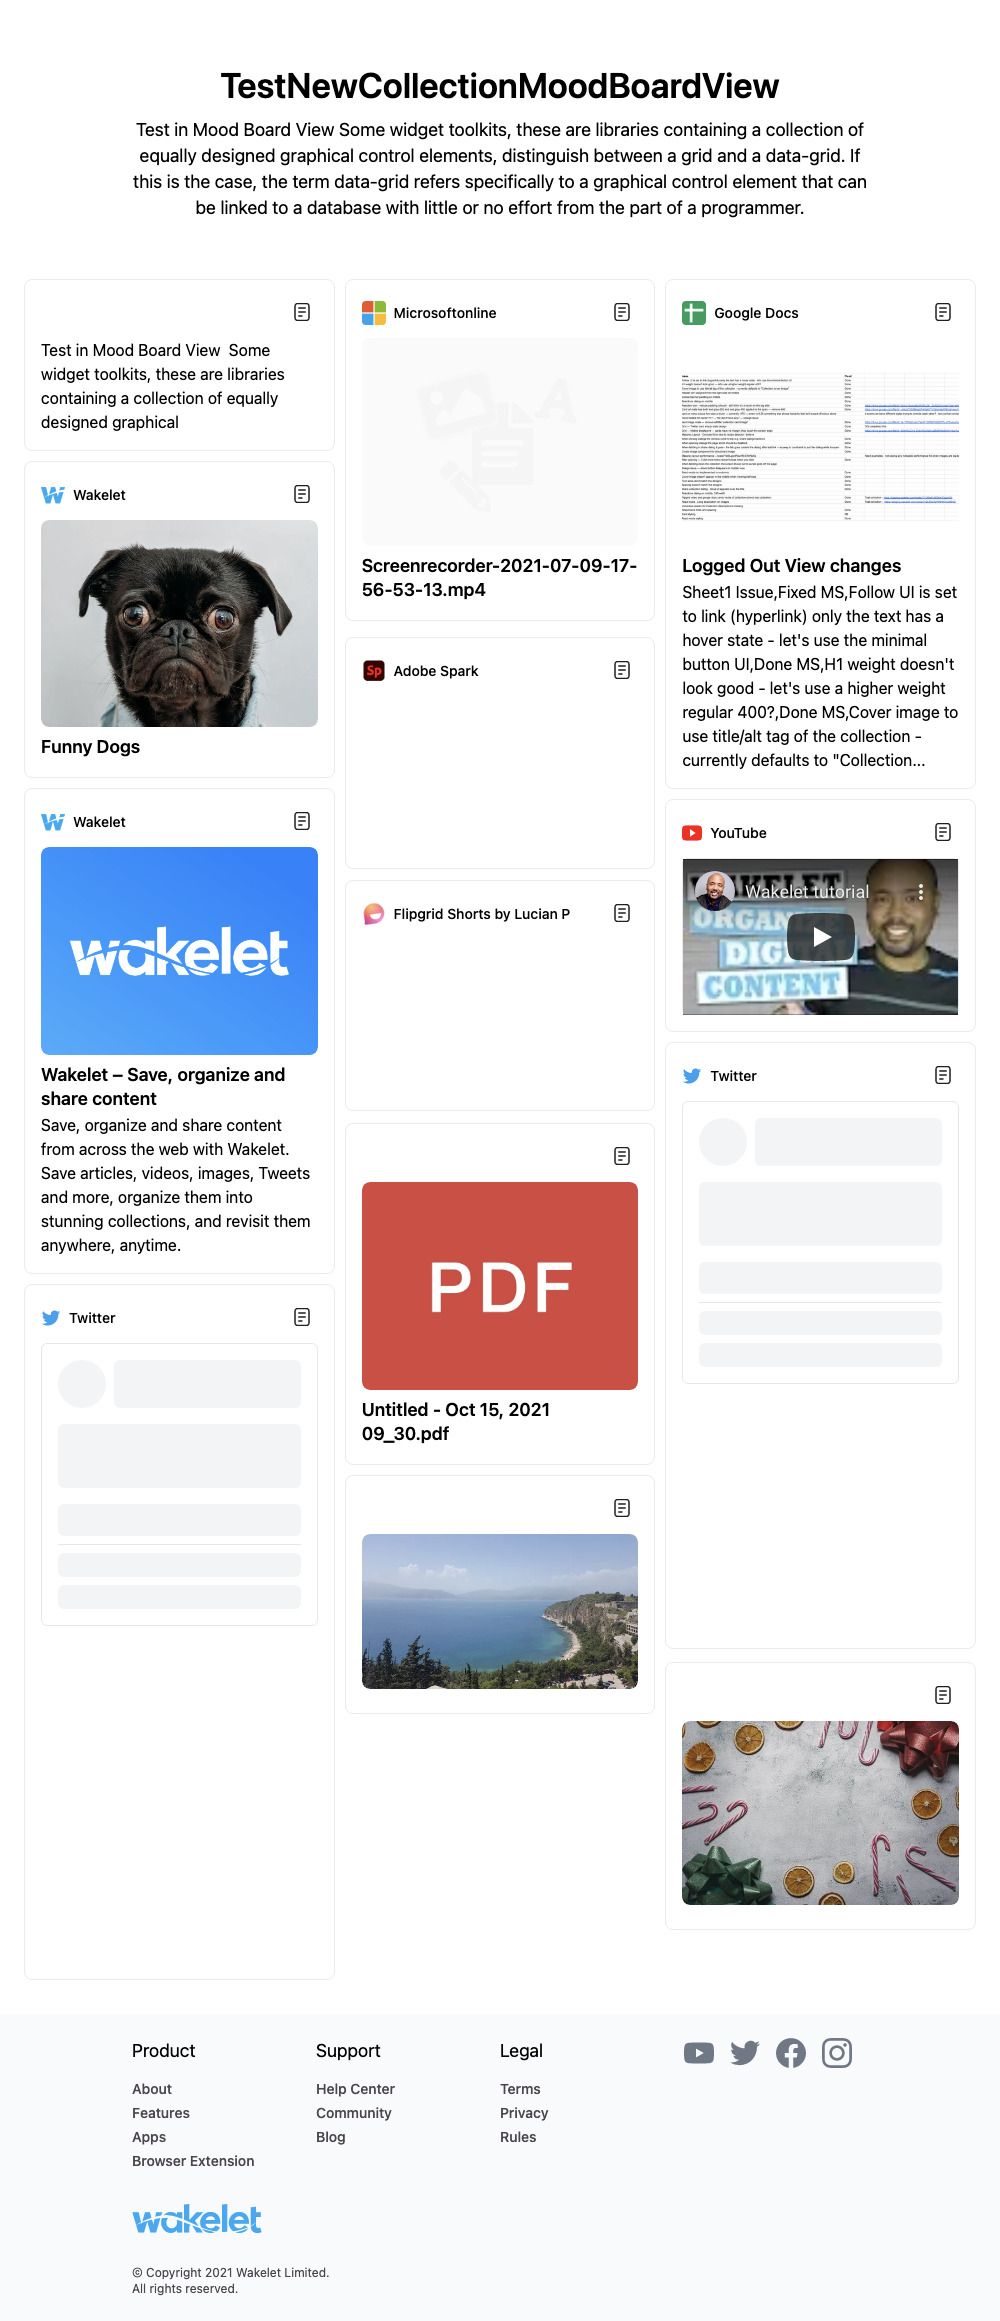 TestNewCollectionMoodBoardView
Test in Mood Board View Some widget toolkits, these are libraries containing a collection of
equally designed graphical control elements, distinguish between a grid and a data-grid. If
this is the case, the term data-grid refers specifically to a graphical control element that can
be linked to a database with little or no effort from the part of a programmer.
Test in Mood Board View  Some
widget toolkits, these are libraries
containing a collection of equally
designed graphical
Wakelet
Funny Dogs
Wakelet
wakelet
Wakelet – Save, organize and
share content
Save, organize and share content
from across the web with Wakelet.
Save articles, videos, images, Tweets
and more, organize them into
stunning collections, and revisit them
anywhere, anytime.
Twitter
Microsoftonline
Screenrecorder-2021-07-09-17-
56-53-13.mp4
Sp
Adobe Spark
Flipgrid Shorts by Lucian P
PDF
Untitled - Oct 15, 2021
09_30.pdf
Google Docs
Logged Out View changes
Sheet1 Issue,Fixed MS,Follow UI is set
to link (hyperlink) only the text has a
hover state - let's use the minimal
button UI,Done MS,H1 weight doesn't
look good - let's use a higher weight
regular 400?,Done MS,Cover image to
use title/alt tag of the collection -
currently defaults to "Collection...
YouTube
Wakelet tutorial
WAKELET
ORGAN
DIGI
CONTENT
Twitter
Product
About
Features
Apps
Browser Extension
Support
Help Center
Community
Blog
Legal
Terms
Privacy
Rules
wakelet
© Copyright 2021 Wakelet Limited.
All rights reserved.